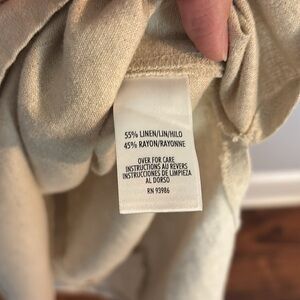 55% LINEN/LIN/HILO
45% RAYON/RAYONNE
OVER FOR CARE
INSTRUCTIONS AU REVERS
INSTRUCCIONES DE LIMPIEZA
AL DORSO
RN 93986